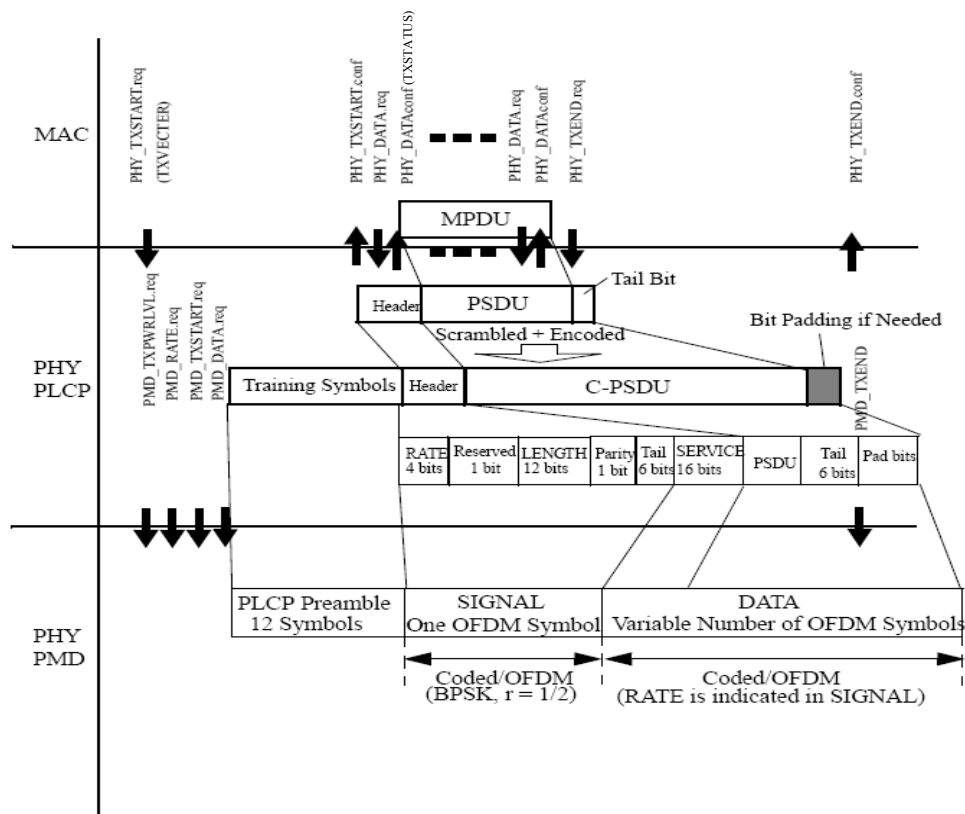 MAC
PHY_TXSTART.req
(TXVECTER)
PHY_TXSTART.conf
PHY_DATA.req
PHY_DATAconf (TXSTATUS)
PHY_DATA.req
PHY_DATAconf
PHY_TXEND.req
PHY_TXEND.conf
MPDU
Tail Bit
Header
PSDU
Scrambled + Encoded
Bit Padding if Needed
PHY
PLCP
PMD_TXPWRLVL.req
PMD_RATE.req
PMD_TXSTART.req
PMD_DATA.req
Training Symbols
Header
C-PSDU
PMD_TXEND
RATE
4 bits
Reserved
1 bit
LENGTH
12 bits
Parity
1 bit
Tail
6 bits
SERVICE
16 bits
PSDU
Tail
6 bits
Pad bits
PHY
PMD
PLCP Preamble
12 Symbols
SIGNAL
One OFDM Symbol
DATA
Variable Number of OFDM Symbols
Coded/OFDM
(BPSK, r = 1/2)
Coded/OFDM
(RATE is indicated in SIGNAL)